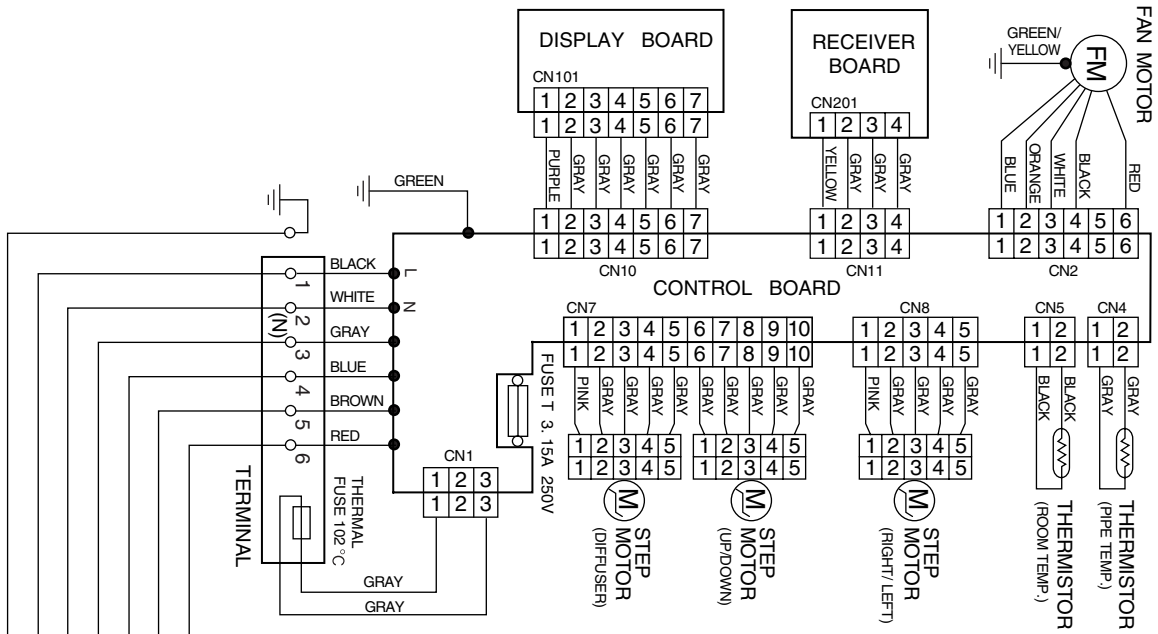 DISPLAY BOARD
CN101
1 2 3 4 5 6 7
1 2 3 4 5 6 7
PURPLE
GRAY
GRAY
GRAY
GRAY
GRAY
GRAY
1 2 3 4 5 6 7
1 2 3 4 5 6 7
CN10
RECEIVER
BOARD
CN201
1 2 3 4
YELLOW
GRAY
GRAY
GRAY
1 2 3 4
1 2 3 4
CN11
FAN MOTOR
GREEN/
YELLOW
FM
BLUE
ORANGE
WHITE
BLACK
RED
1 2 3 4 5 6
1 2 3 4 5 6
CN2
GREEN
CONTROL BOARD
BLACK
L
WHITE
N
GRAY
BLUE
BROWN
RED
1
2
(N)
3
4
5
6
TERMINAL
THERMAL
FUSE 102 °C
GRAY
GRAY
CN1
1 2 3
1 2 3
FUSE T 3. 15A 250V
CN7
1 2 3 4 5 6 7 8 9 10
1 2 3 4 5 6 7 8 9 10
PINK
GRAY
GRAY
GRAY
GRAY
GRAY
GRAY
GRAY
GRAY
GRAY
1 2 3 4 5
1 2 3 4 5
M
STEP
MOTOR
(DIFFUSER)
1 2 3 4 5
1 2 3 4 5
M
STEP
MOTOR
(UP/DOWN)
CN8
1 2 3 4 5
1 2 3 4 5
PINK
GRAY
GRAY
GRAY
GRAY
1 2 3 4 5
1 2 3 4 5
M
STEP
MOTOR
(RIGHT/ LEFT)
CN5
1 2
1 2
BLACK
BLACK
THERMISTOR
(ROOM TEMP.)
CN4
1 2
1 2
GRAY
GRAY
THERMISTOR
(PIPE TEMP.)